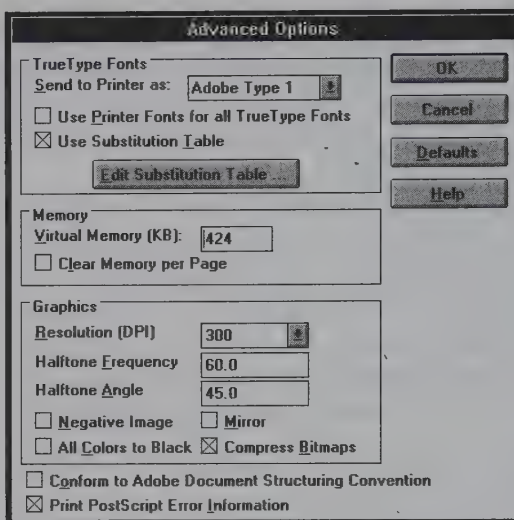 Advanced Options
TrueType Fonts
Send to Printer as: Adobe Type 1
OK
Use Printer Fonts for all TrueType Fonts
Cancel
Use Substitution Table
Defaults
Edit Substitution Table ...
Help
Memory
Virtual Memory (KB): 424
Clear Memory per Page
Graphics
Resolution (DPI) 300
Halftone Frequency 60.0
Halftone Angle 45.0
Negative Image Mirror
All Colors to Black Compress Bitmaps
Conform to Adobe Document Structuring Convention
Print PostScript Error Information